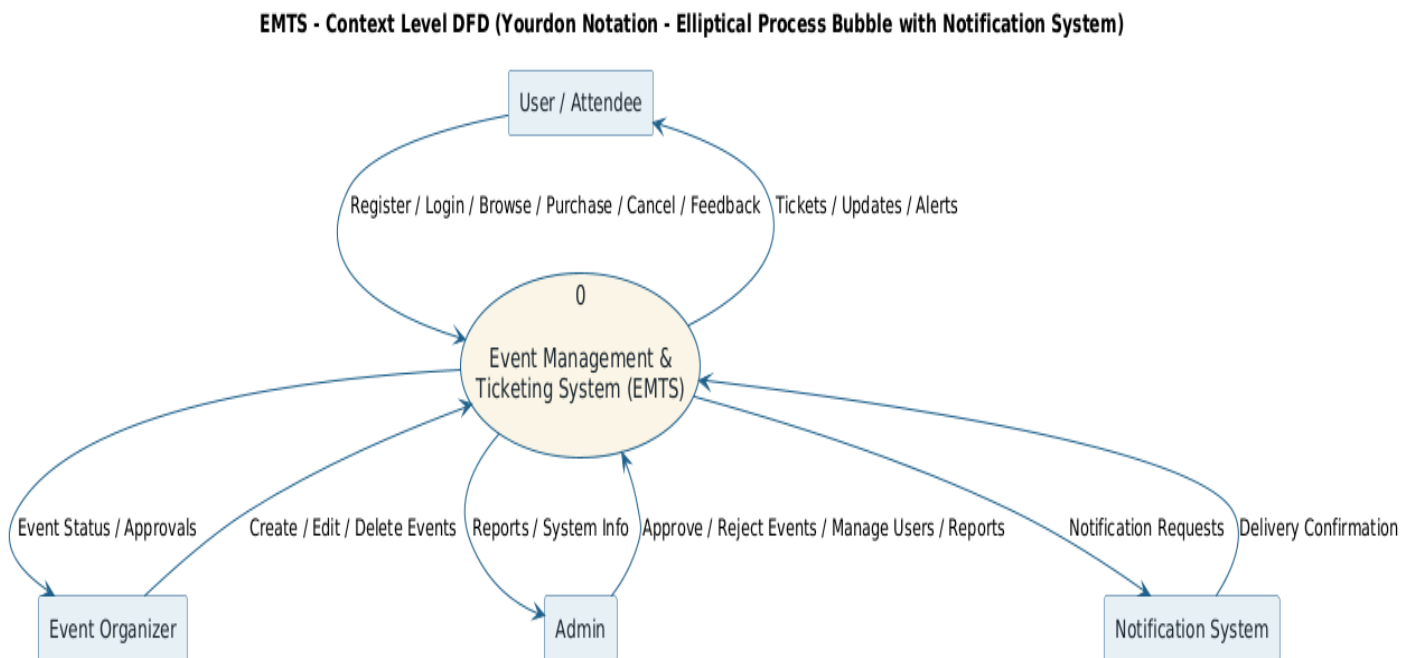 EMTS - Context Level DFD (Yourdon Notation - Elliptical Process Bubble with Notification System)
User / Attendee
Register / Login / Browse / Purchase / Cancel / Feedback
Tickets / Updates / Alerts
0
Event Management &
Ticketing System (EMTS)
Event Status / Approvals
Create / Edit / Delete Events
Reports / System Info
Approve / Reject Events / Manage Users / Reports
Notification Requests
Delivery Confirmation
Event Organizer
Admin
Notification System